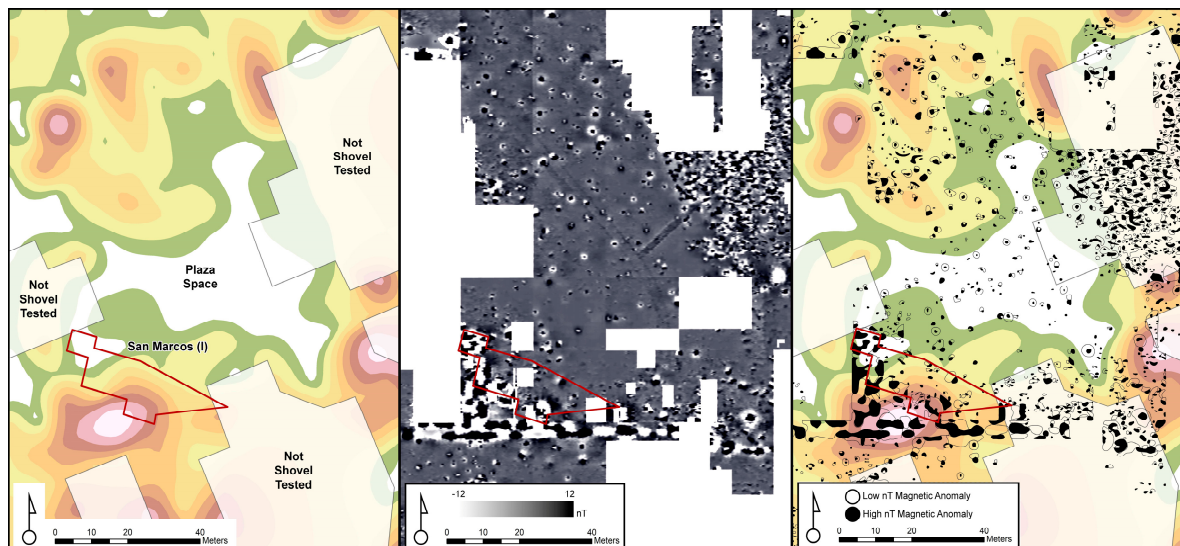 Not
Shovel
Tested
Plaza
Space
Not
Shovel
Tested
San Marcos (I)
Not
Shovel
Tested
0 10 20 40
Meters
-12 12
nT
0 10 20 40
Meters
Low nT Magnetic Anomaly
High nT Magnetic Anomaly
0 10 20 40
Meters